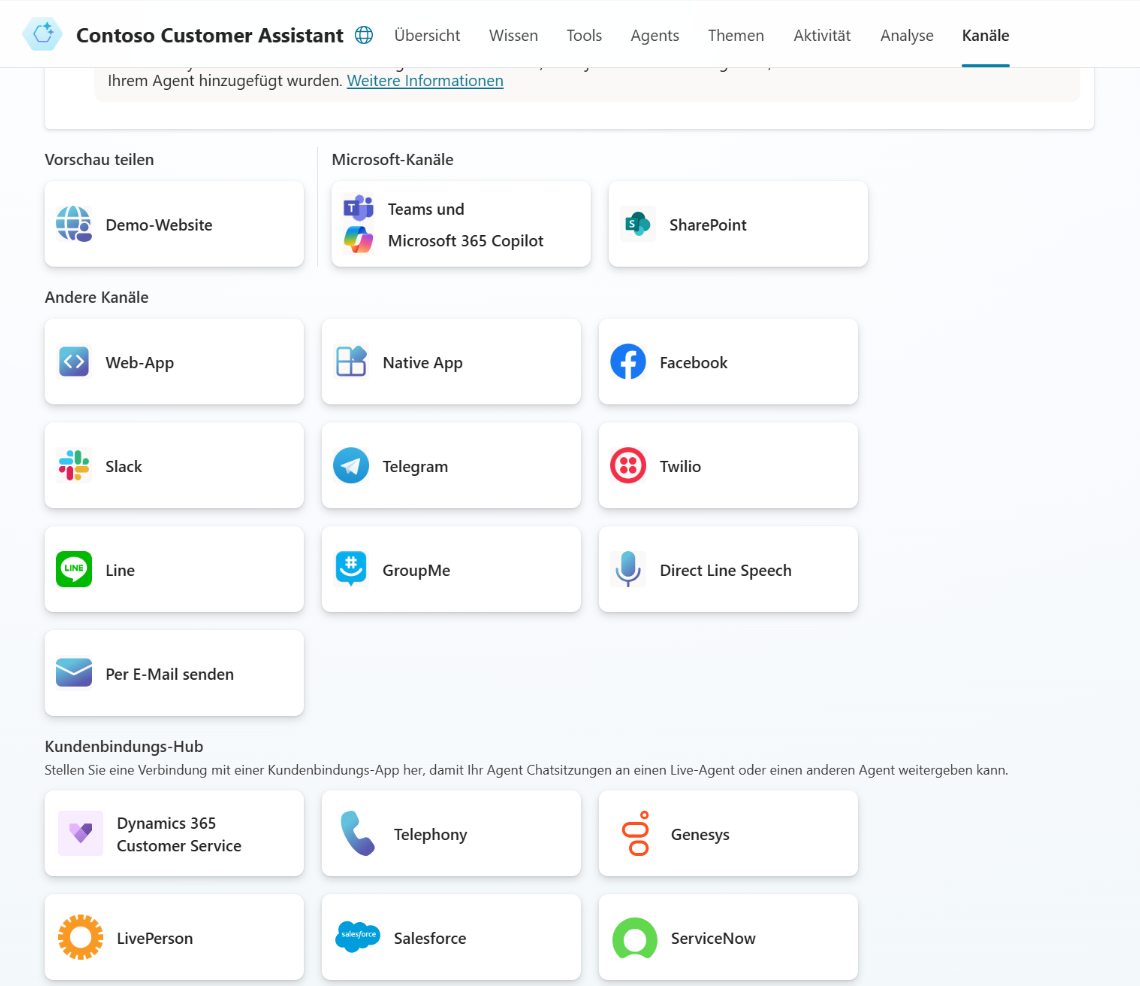 Contoso Customer Assistant
Übersicht
Wissen
Tools
Agents
Themen
Aktivität
Analyse
Kanäle
Ihrem Agent hinzugefügt wurden. Weitere Informationen
Vorschau teilen
Microsoft-Kanäle
Demo-Website
Teams und
Microsoft 365 Copilot
SharePoint
Andere Kanäle
Web-App
Native App
Facebook
Slack
Telegram
Twilio
LINE
Line
GroupMe
Direct Line Speech
Per E-Mail senden
Kundenbindungs-Hub
Stellen Sie eine Verbindung mit einer Kundenbindungs-App her, damit Ihr Agent Chatsitzungen an einen Live-Agent oder einen anderen Agent weitergeben kann.
Dynamics 365
Customer Service
Telephony
Genesys
LivePerson
salesforce
Salesforce
ServiceNow